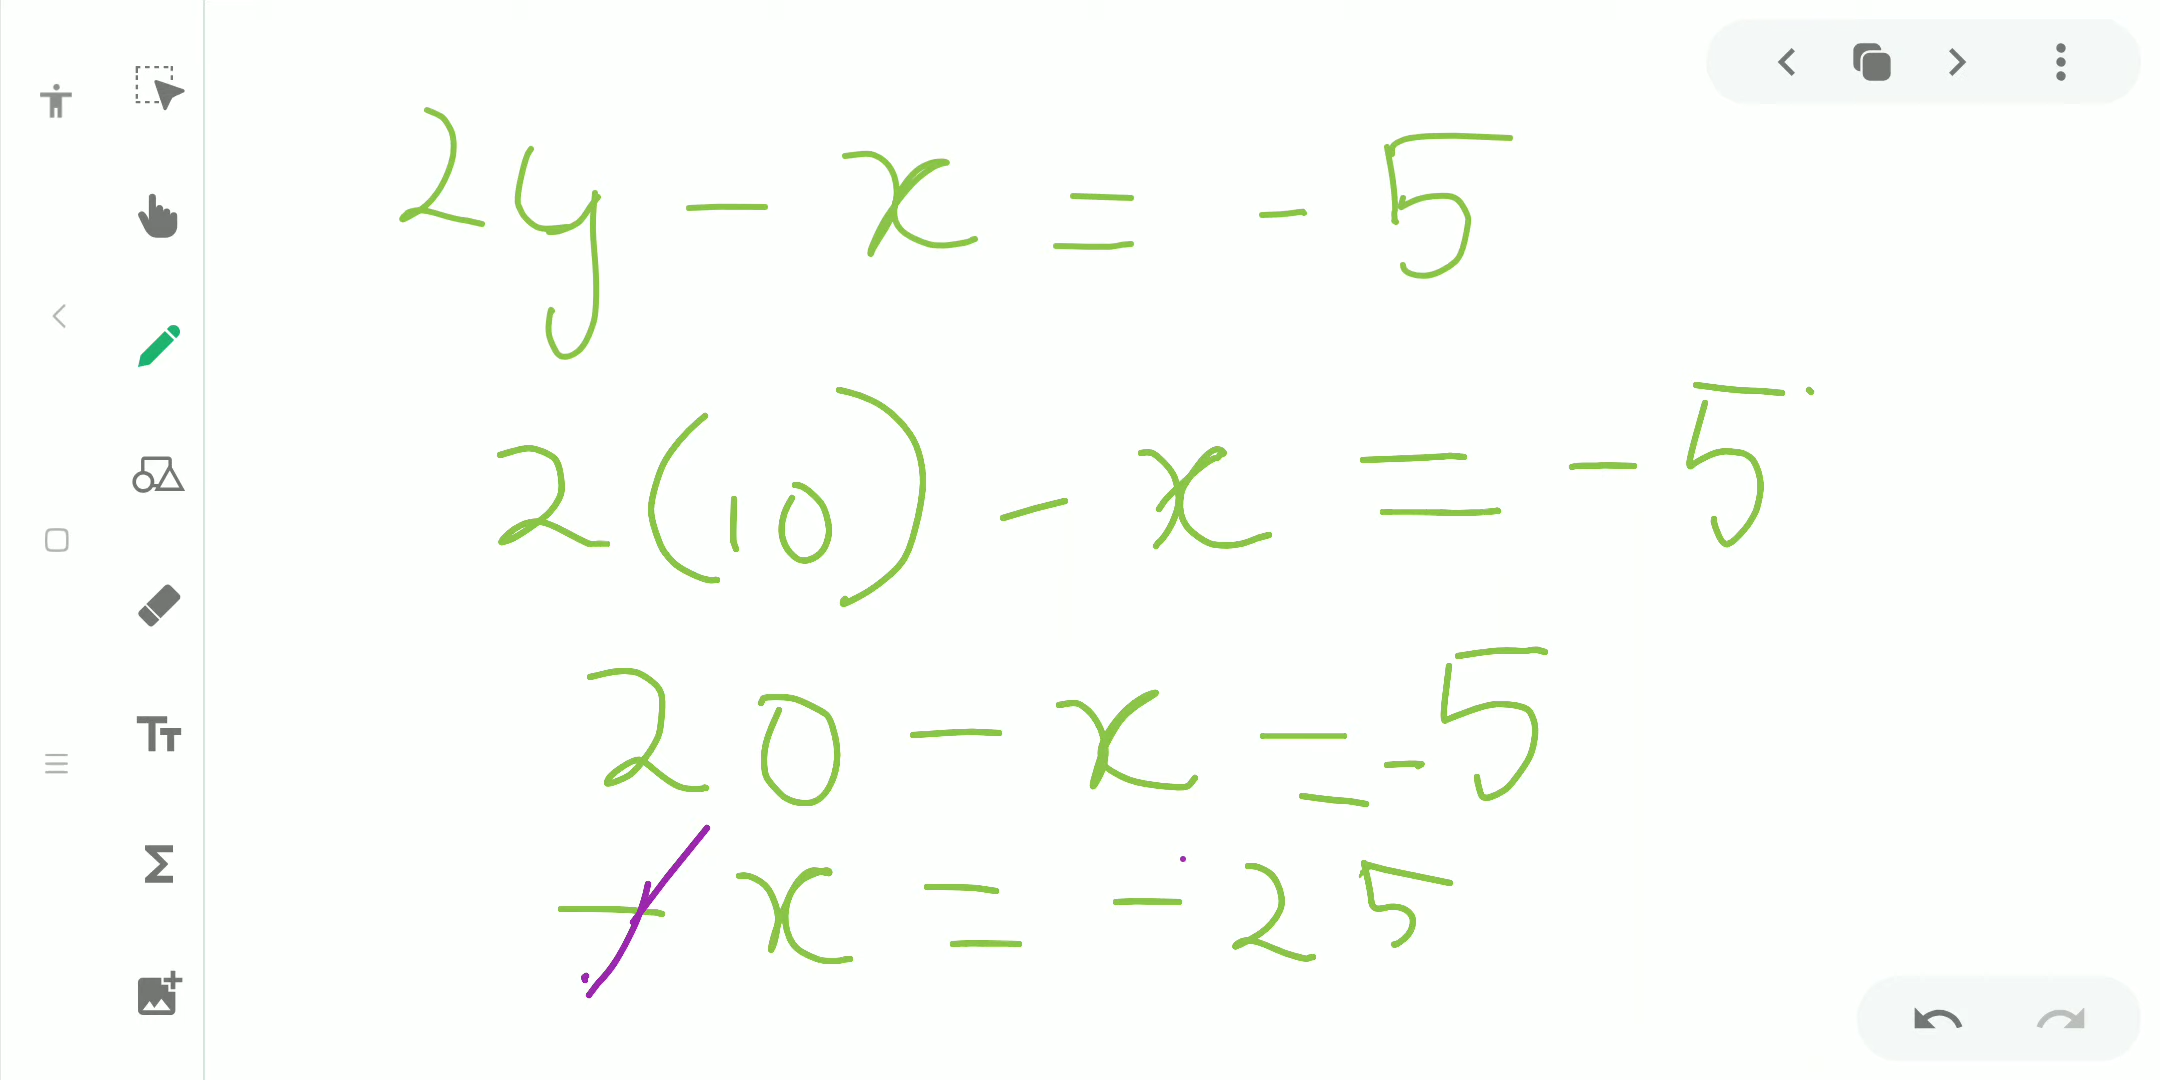 2y - x = -5
2(10) - x = -5
20 - x = -5
-x = -25